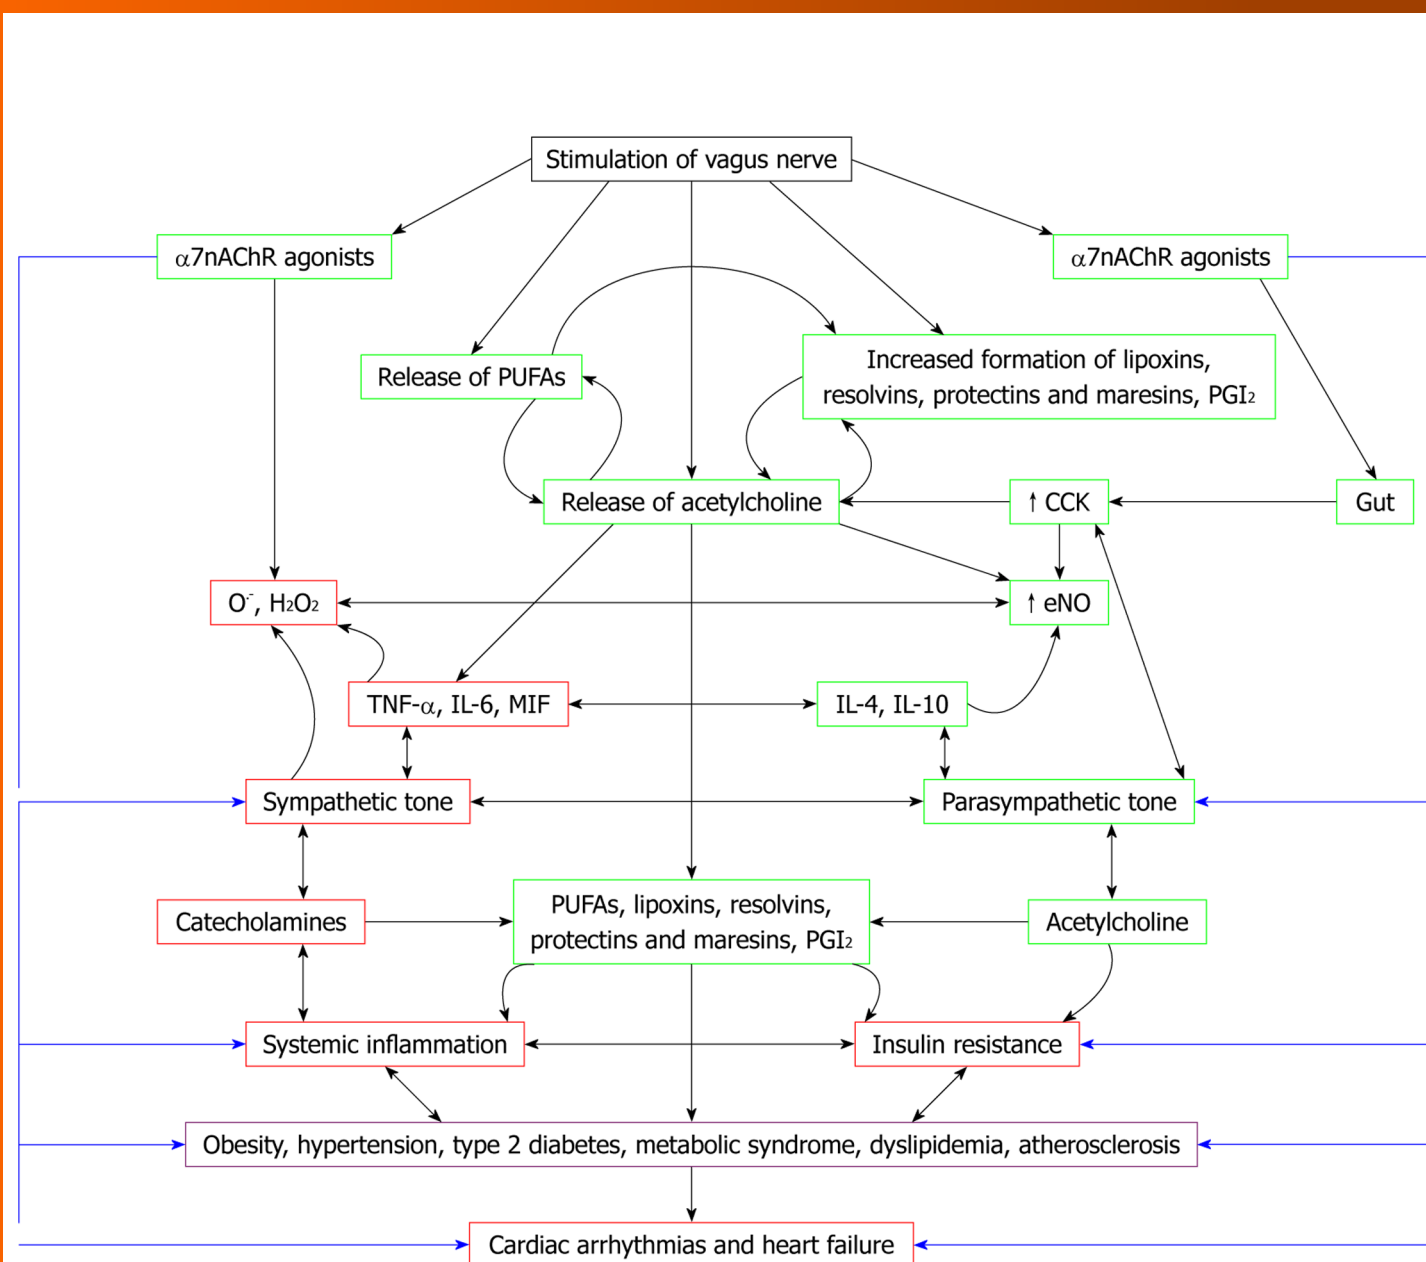 Stimulation of vagus nerve
α7nAChR agonists
α7nAChR agonists
Release of PUFAs
Increased formation of lipoxins,
resolvins, protectins and maresins, PGI₂
Release of acetylcholine
↑ CCK
Gut
O·⁻, H₂O₂
↑ eNO
TNF-α, IL-6, MIF
IL-4, IL-10
Sympathetic tone
Parasympathetic tone
Catecholamines
PUFAs, lipoxins, resolvins,
protectins and maresins, PGI₂
Acetylcholine
Systemic inflammation
Insulin resistance
Obesity, hypertension, type 2 diabetes, metabolic syndrome, dyslipidemia, atherosclerosis
Cardiac arrhythmias and heart failure